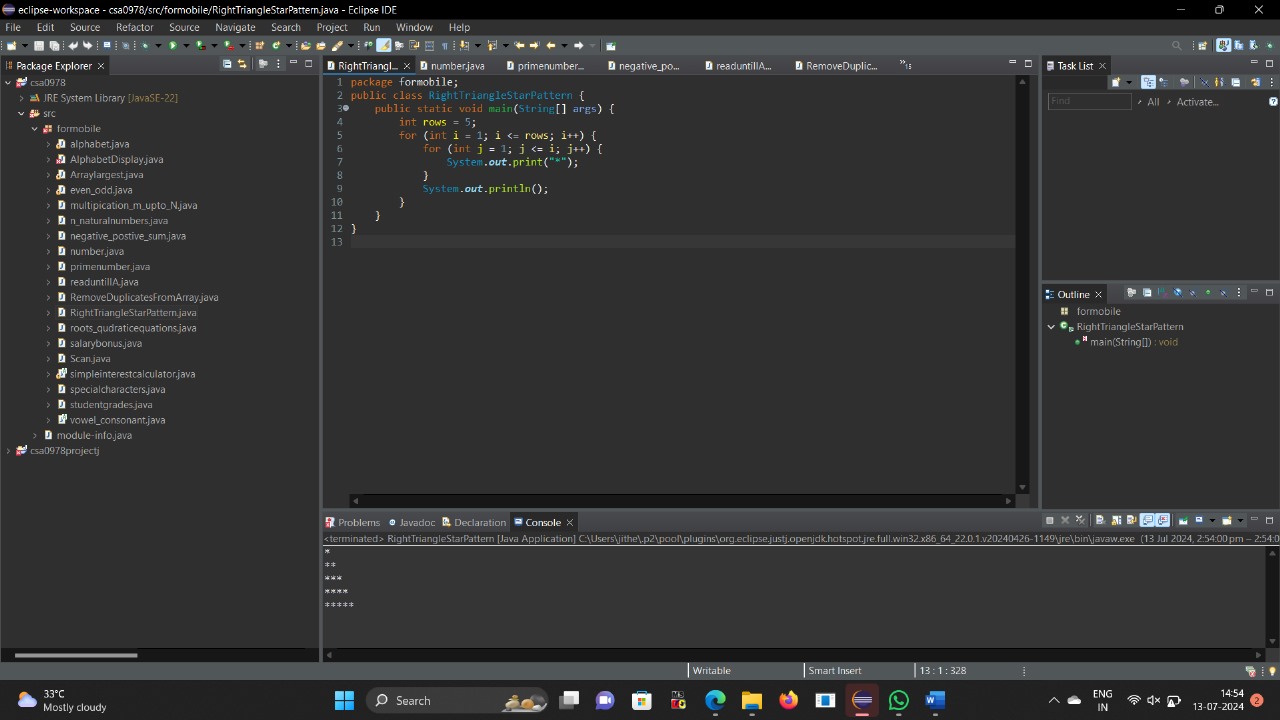 eclipse-workspace - csa0978/src/formobile/RightTriangleStarPattern.java - Eclipse IDE
File Edit Source Refactor Source Navigate Search Project Run Window Help
Package Explorer
csa0978
JRE System Library [JavaSE-22]
src
formobile
alphabet.java
AlphabetDisplay.java
Arraylargest.java
even_odd.java
multipication_m_upto_N.java
n_naturalnumbers.java
negative_postive_sum.java
number.java
primenumber.java
readuntillA.java
RemoveDuplicatesFromArray.java
RightTriangleStarPattern.java
roots_qudraticequations.java
salarybonus.java
Scan.java
simpleinterestcalculator.java
specialcharacters.java
studentgrades.java
vowel_consonant.java
module-info.java
csa0978projectj
RightTriangl... number.java primenumber... negative_po... readuntillA... RemoveDuplic... »13
1 package formobile;
2 public class RightTriangleStarPattern {
3 public static void main(String[] args) {
4 int rows = 5;
5 for (int i = 1; i <= rows; i++) {
6 for (int j = 1; j <= i; j++) {
7 System.out.print("*");
8 }
9 System.out.println();
10 }
11 }
12 }
13
Task List
Find All Activate...
Outline
formobile
RightTriangleStarPattern
main(String[]) : void
Problems Javadoc Declaration Console
<terminated> RightTriangleStarPattern [Java Application] C:\Users\jithe\.p2\pool\plugins\org.eclipse.justj.openjdk.hotspot.jre.full.win32.x86_64_22.0.1.v20240426-1149\jre\bin\javaw.exe (13 Jul 2024, 2:54:00 pm – 2:54:0
*
**
***
****
*****
Writable Smart Insert 13 : 1 : 328
33°C
Mostly cloudy
Search
ENG
IN
14:54
13-07-2024
2